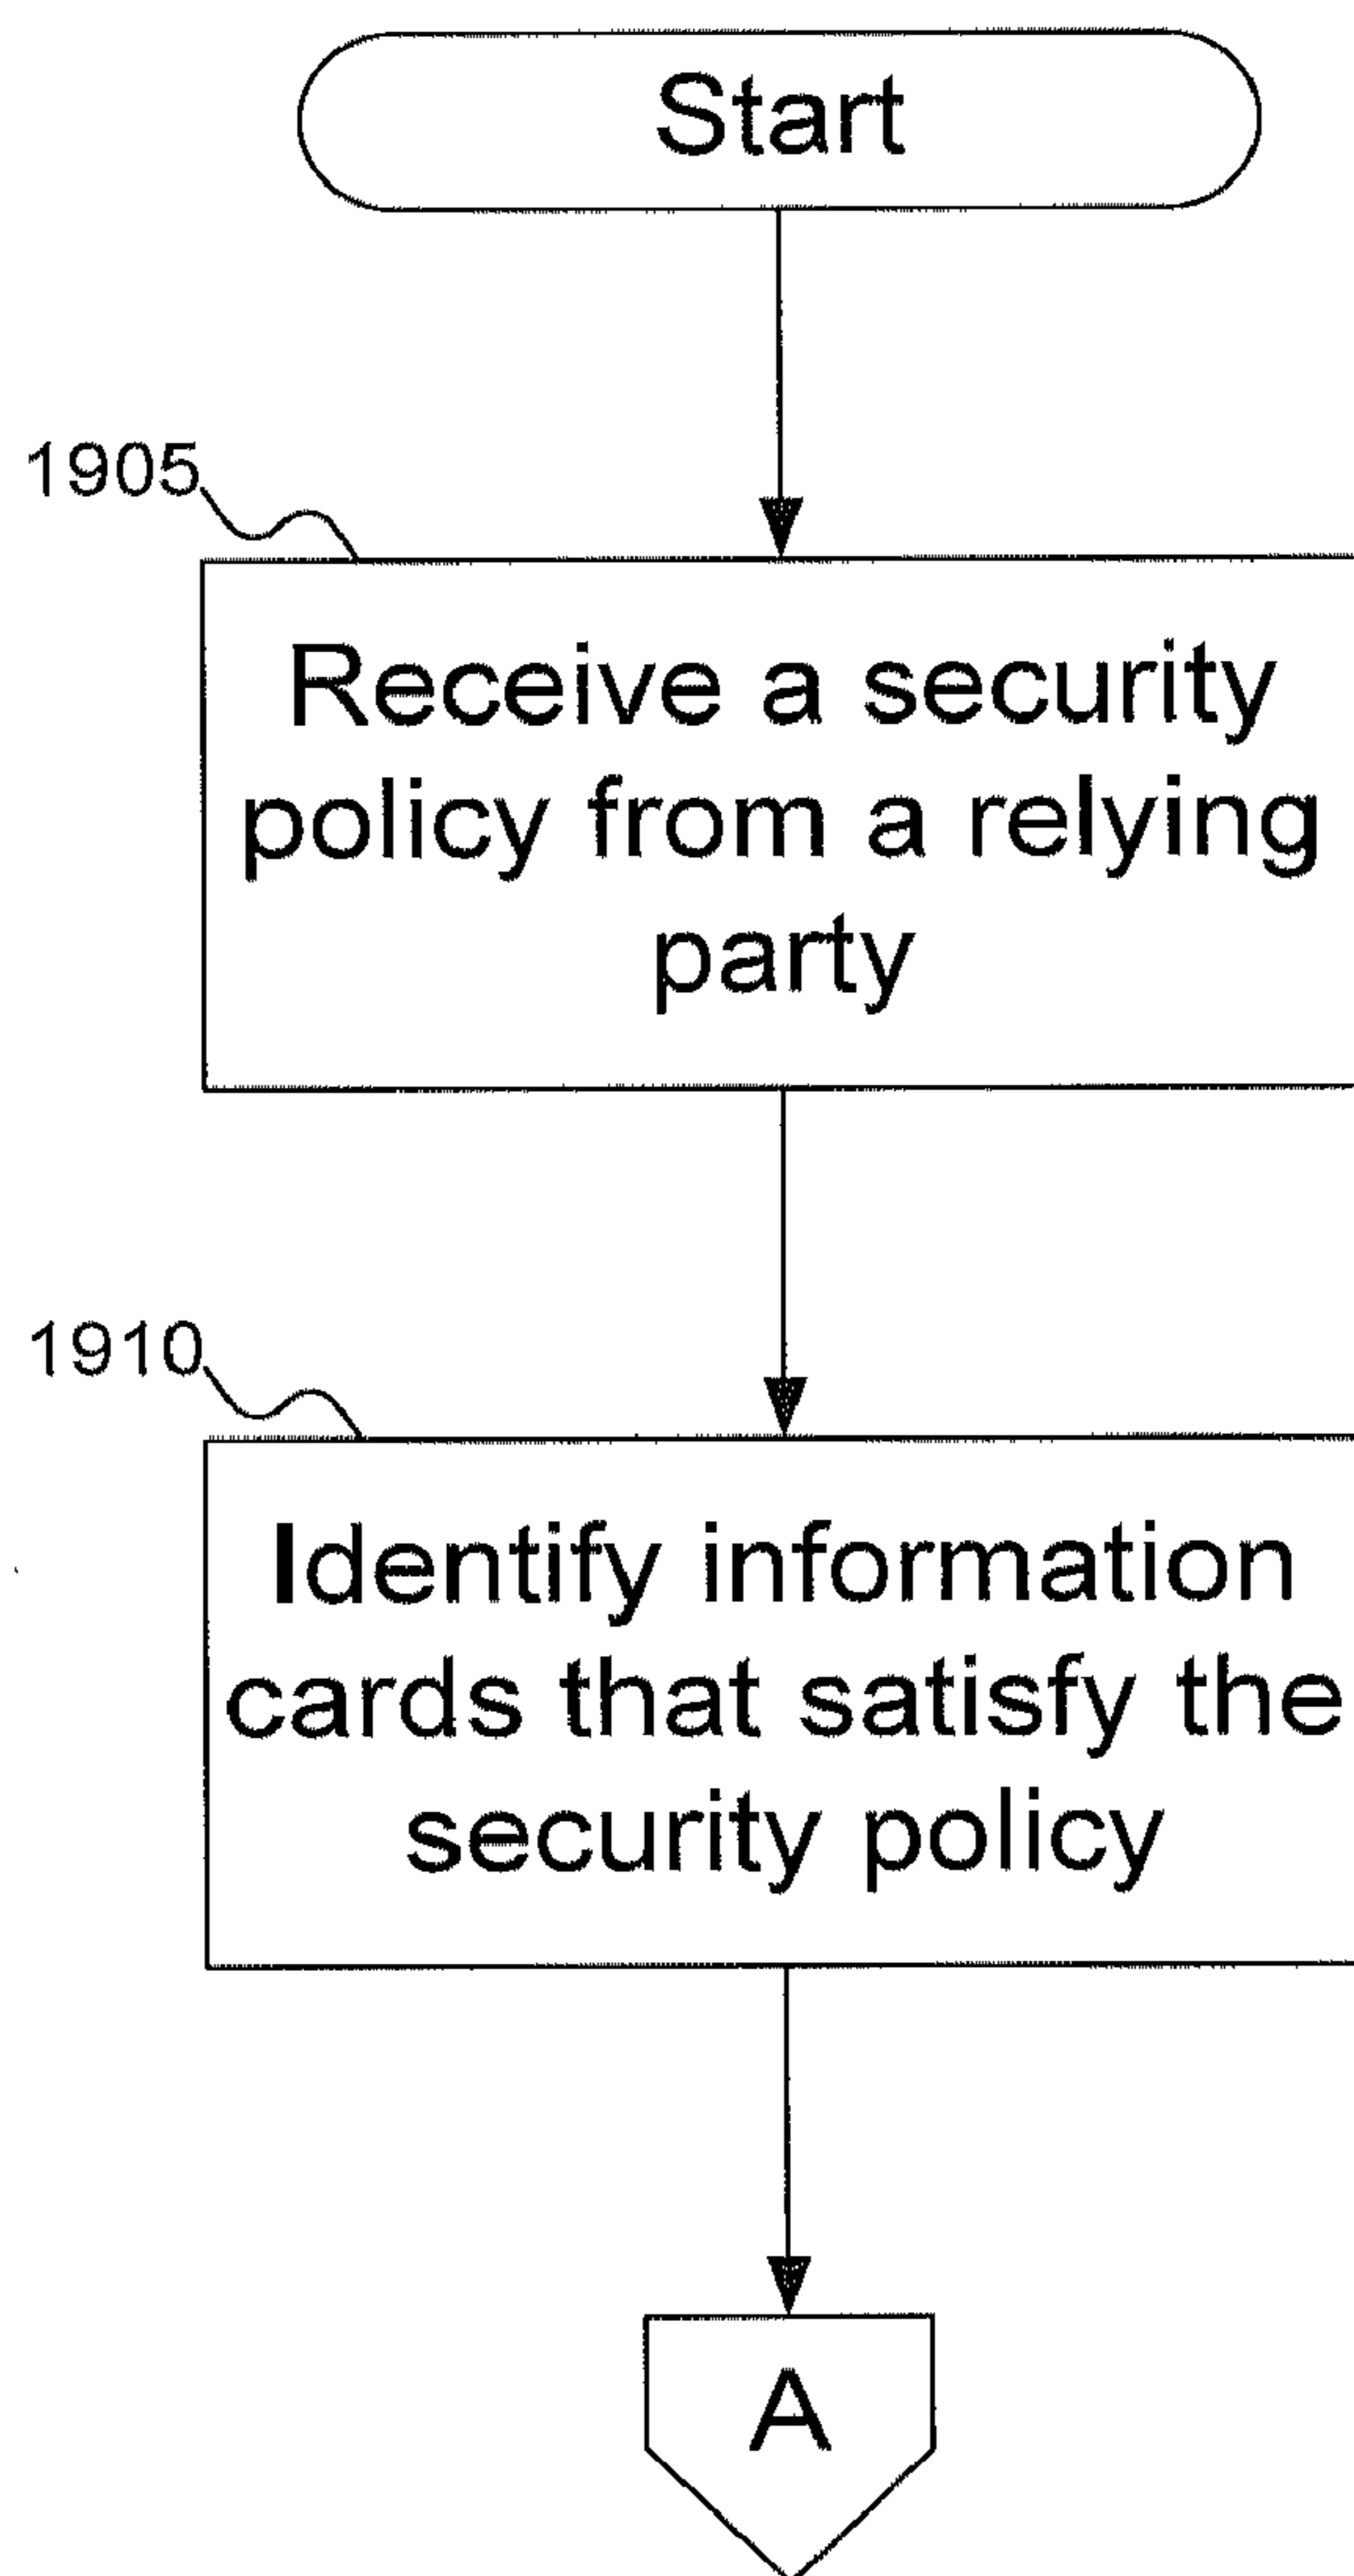 Start
1905
Receive a security
policy from a relying
party
1910
Identify information
cards that satisfy the
security policy
A